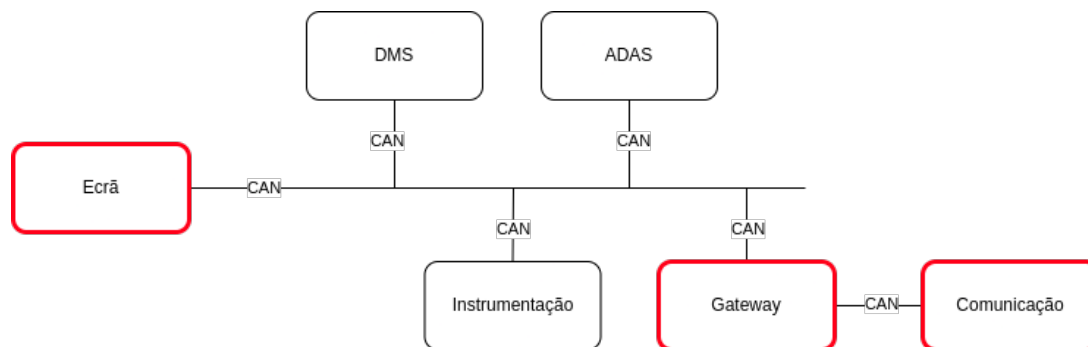 DMS
ADAS
CAN
CAN
Ecrã
CAN
CAN
CAN
Instrumentação
Gateway
CAN
Comunicação